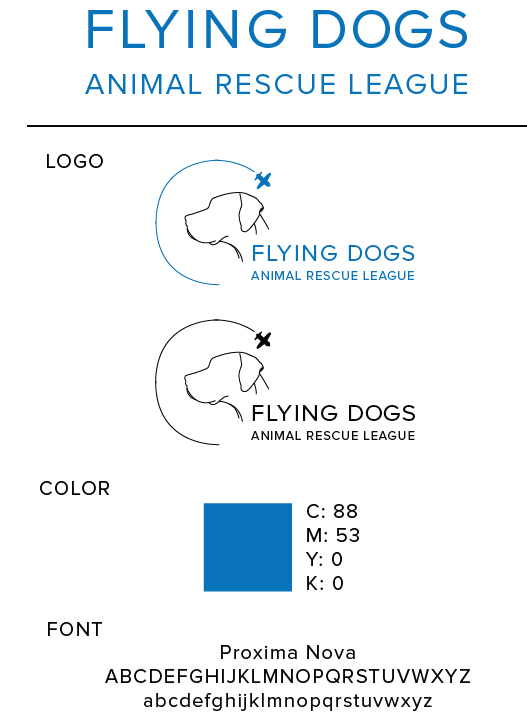 FLYING DOGS
ANIMAL RESCUE LEAGUE
LOGO
FLYING DOGS
ANIMAL RESCUE LEAGUE
FLYING DOGS
ANIMAL RESCUE LEAGUE
COLOR
C: 88
M: 53
Y: 0
K: 0
FONT
Proxima Nova
ABCDEFGHIJKLMNOPQRSTUVWXYZ
abcdefghijklmnopqrstuvwxyz